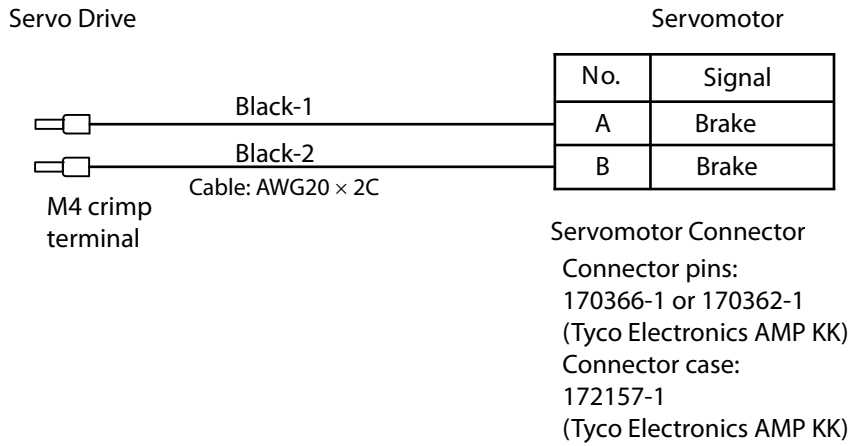 Servo Drive
Servomotor
No. Signal
Black-1
A Brake
Black-2
B Brake
Cable: AWG20 × 2C
M4 crimp
terminal
Servomotor Connector
Connector pins:
170366-1 or 170362-1
(Tyco Electronics AMP KK)
Connector case:
172157-1
(Tyco Electronics AMP KK)